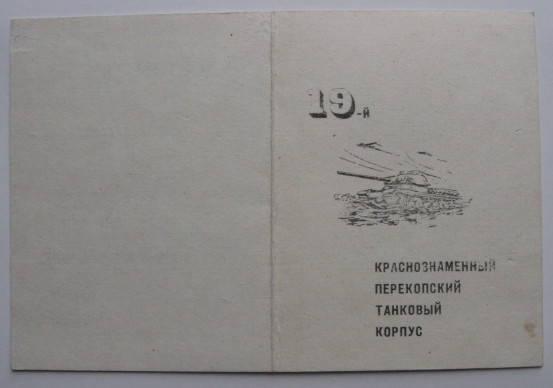 19-й
КРАСНОЗНАМЕННЫЙ
ПЕРЕКОПСКИЙ
ТАНКОВЫЙ
КОРПУС